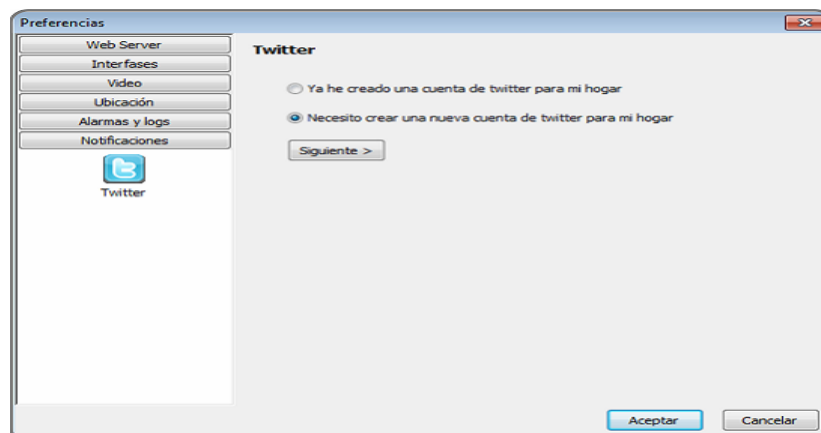 Preferencias
Web Server
Interfases
Video
Ubicación
Alarmas y logs
Notificaciones
Twitter
Twitter
Ya he creado una cuenta de twitter para mi hogar
Necesito crear una nueva cuenta de twitter para mi hogar
Siguiente >
Aceptar
Cancelar